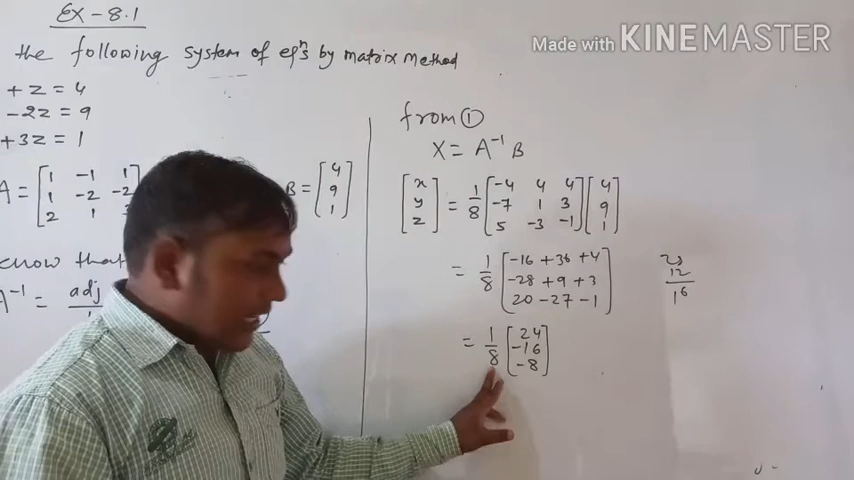 Ex - 8.1
Made with KINEMASTER
the following system of eqⁿs by matrix method
+ z = 4
- 2z = 9
+ 3z = 1
from ①
X = A⁻¹ B
A = [1 -1 1; 1 -2 -2; 2 1
B = [4; 9; 1]
[x; y; z] = 1/8 [-4 4 4; -7 1 3; 5 -3 -1] [4; 9; 1]
know that
= 1/8 [-16 + 36 + 4; -28 + 9 + 3; 20 - 27 - 1]
12
16
A⁻¹ = adj
= 1/8 [24; -16; -8]